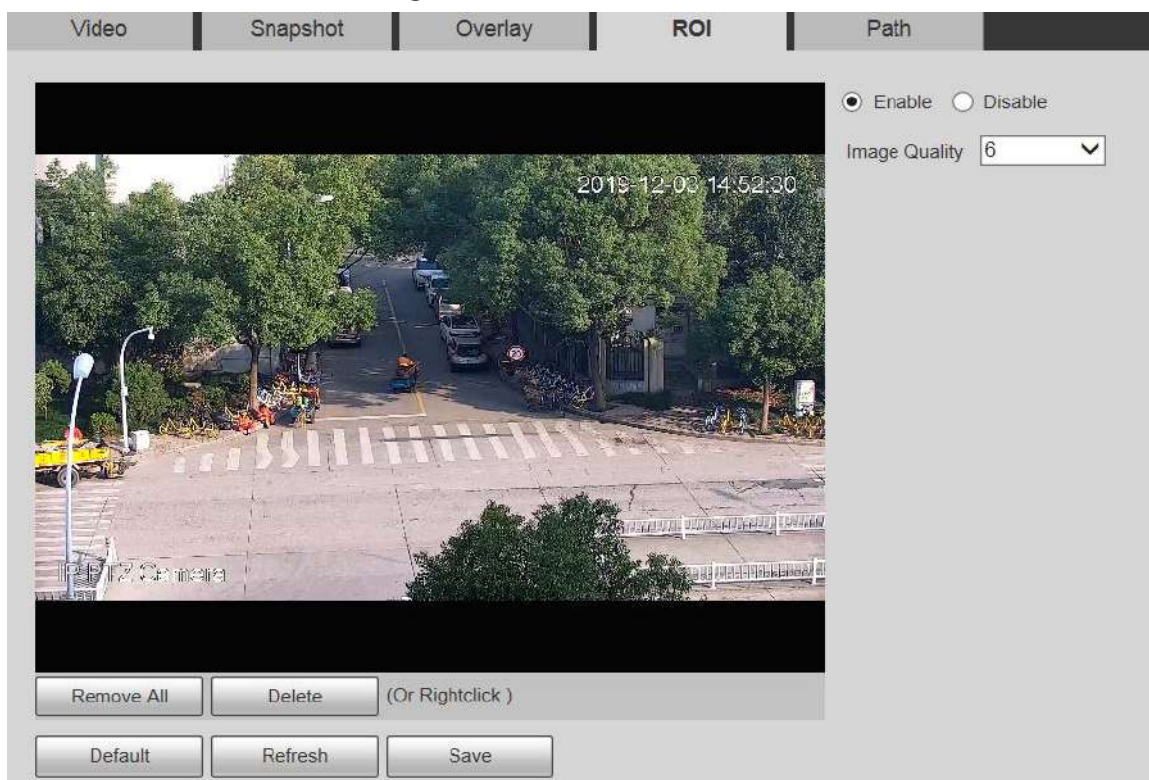 Video Snapshot Overlay ROI Path
Enable Disable
Image Quality 6
2019-12-03 14:52:30
20
IP PTZ Camera
Remove All Delete (Or Rightclick )
Default Refresh Save